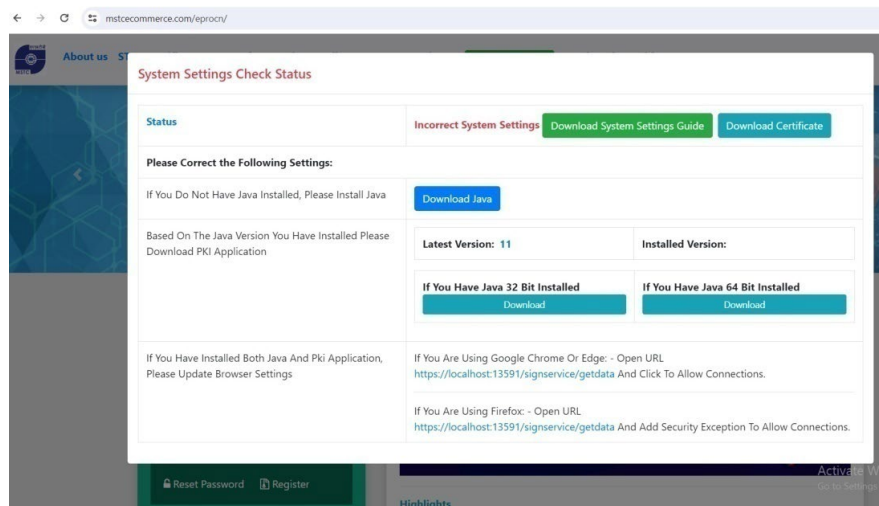 mstcecommerce.com/eprocn/
About us ST
MSTC
System Settings Check Status
Status
Incorrect System Settings Download System Settings Guide Download Certificate
Please Correct the Following Settings:
If You Do Not Have Java Installed, Please Install Java
Download Java
Based On The Java Version You Have Installed Please
Download PKI Application
Latest Version: 11 Installed Version:
If You Have Java 32 Bit Installed If You Have Java 64 Bit Installed
Download Download
If You Have Installed Both Java And Pki Application,
Please Update Browser Settings
If You Are Using Google Chrome Or Edge: - Open URL
https://localhost:13591/signservice/getdata And Click To Allow Connections.
If You Are Using Firefox: - Open URL
https://localhost:13591/signservice/getdata And Add Security Exception To Allow Connections.
Reset Password Register
Highlights
Activate W
Go to Settings